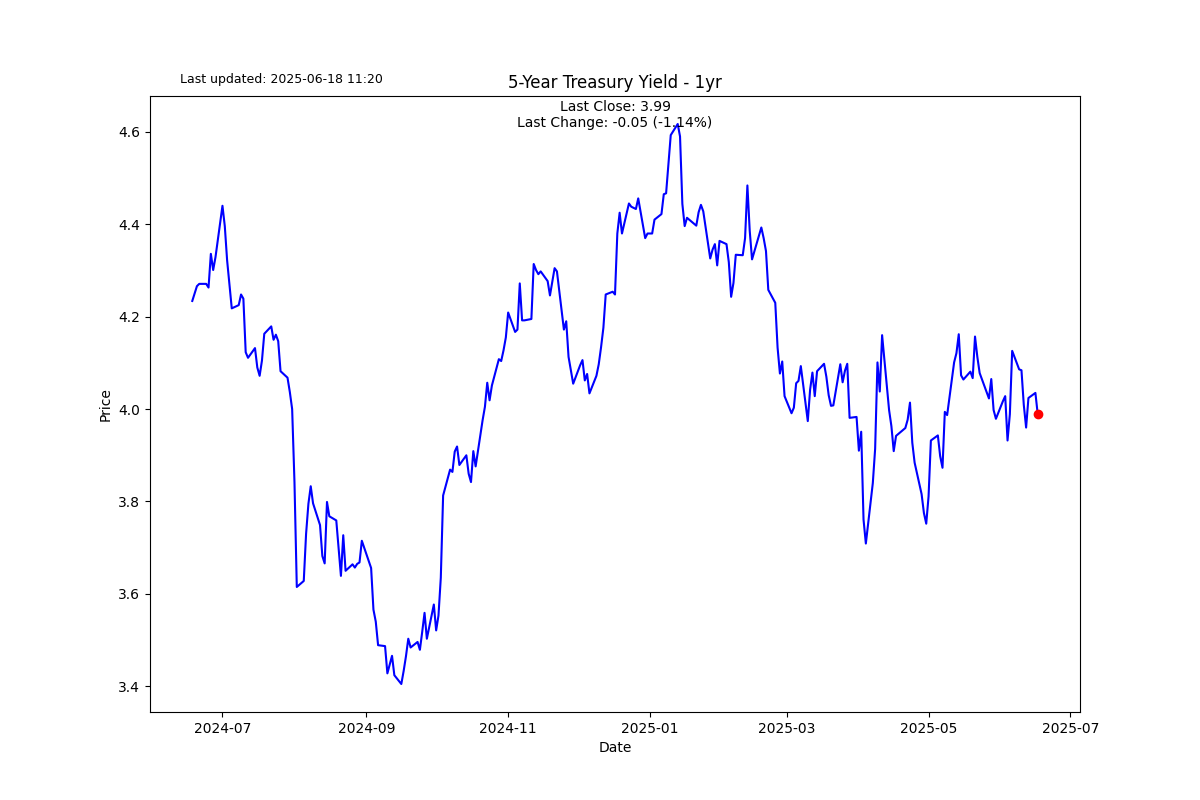 Last updated: 2025-06-18 11:20
5-Year Treasury Yield - 1yr
Last Close: 3.99
Last Change: -0.05 (-1.14%)
4.6
4.4
4.2
4.0
3.8
3.6
3.4
Price
2024-07
2024-09
2024-11
2025-01
2025-03
2025-05
2025-07
Date